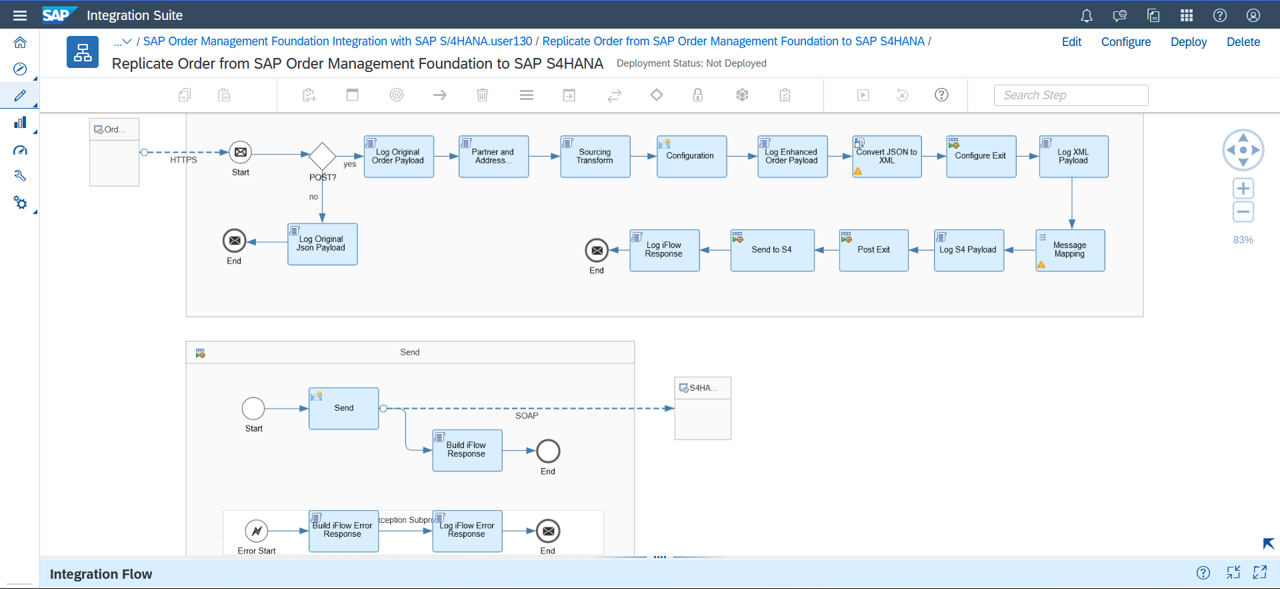 SAP Integration Suite
... / SAP Order Management Foundation Integration with SAP S/4HANA.user130 / Replicate Order from SAP Order Management Foundation to SAP S4HANA /
Edit Configure Deploy Delete
Replicate Order from SAP Order Management Foundation to SAP S4HANA Deployment Status: Not Deployed
Search Step
Ord...
HTTPS
Start
POST?
yes
no
Log Original
Order Payload
Partner and
Address...
Sourcing
Transform
Configuration
Log Enhanced
Order Payload
Convert JSON to
XML
Configure Exit
Log XML
Payload
End
Log Original
Json Payload
End
Log iFlow
Response
Send to S4
Post Exit
Log S4 Payload
Message
Mapping
83%
Send
Start
Send
SOAP
S4HA...
Build iFlow
Response
End
Error Start
Build iFlow Error
Response
xception Subpr
Log iFlow Error
Response
End
Integration Flow